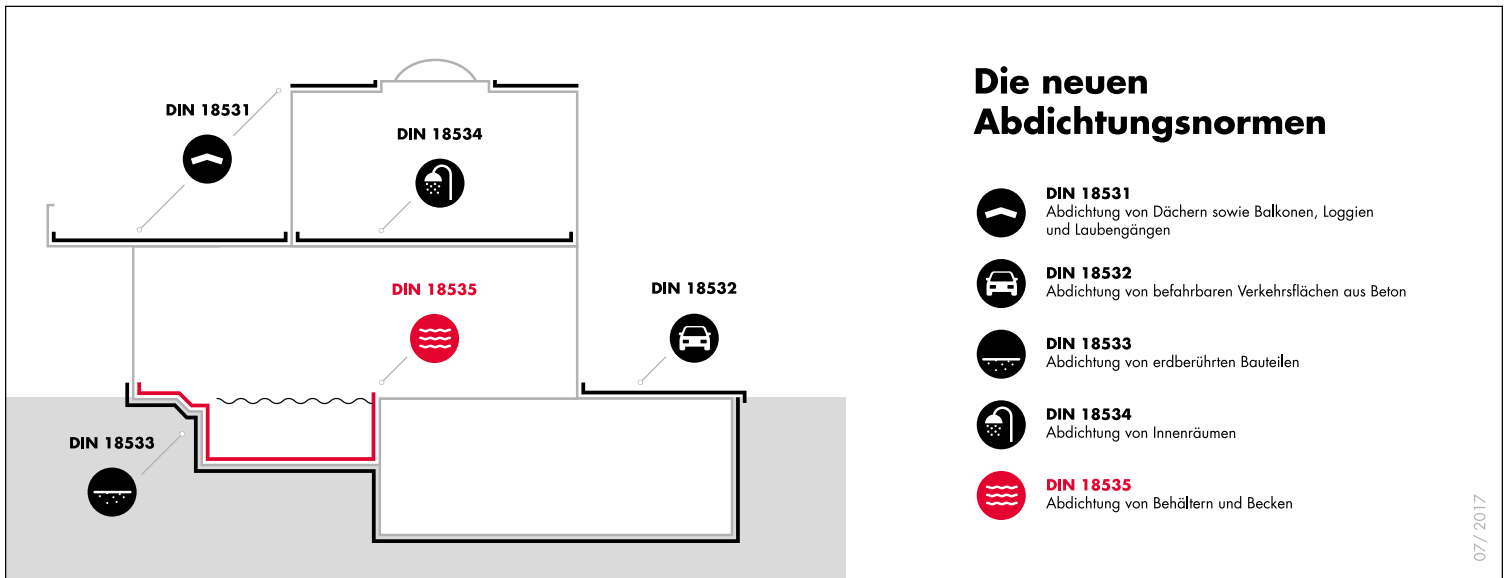 DIN 18531
DIN 18534
DIN 18535
DIN 18532
DIN 18533
Die neuen
Abdichtungsnormen
DIN 18531
Abdichtung von Dächern sowie Balkonen, Loggien
und Laubengängen
DIN 18532
Abdichtung von befahrbaren Verkehrsflächen aus Beton
DIN 18533
Abdichtung von erdberührten Bauteilen
DIN 18534
Abdichtung von Innenräumen
DIN 18535
Abdichtung von Behältern und Becken
07/2017